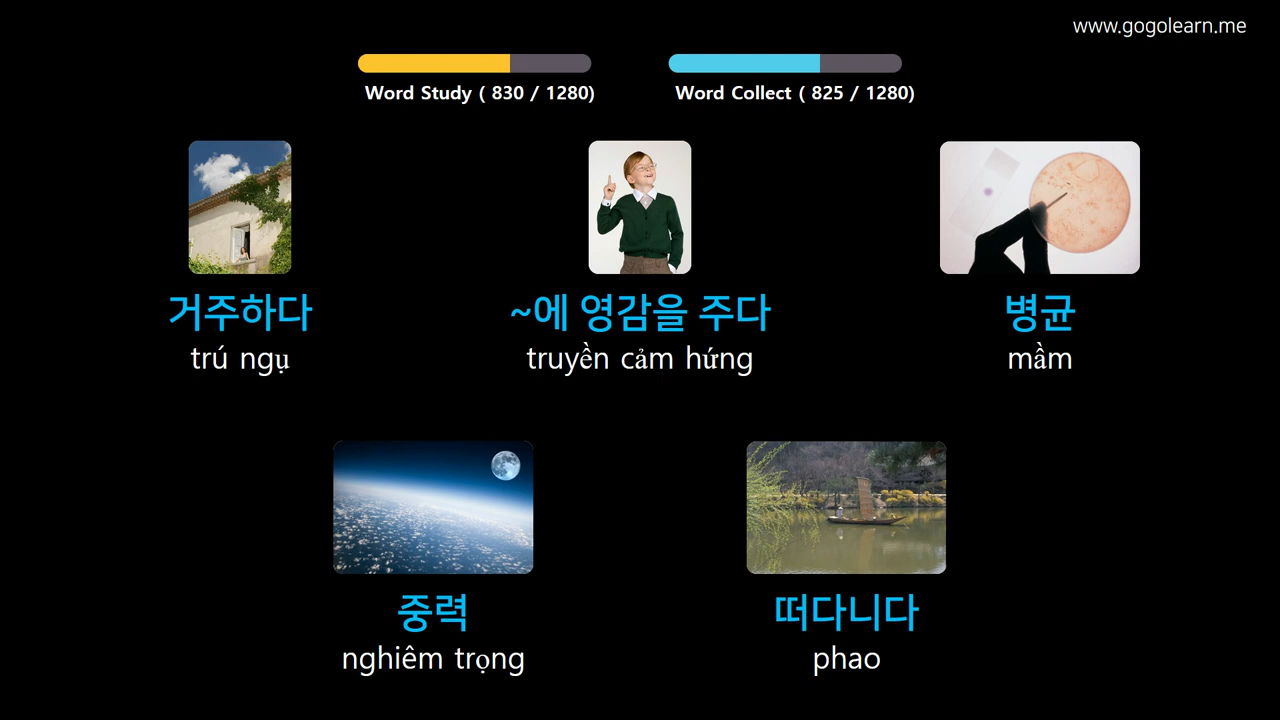 www.gogolearn.me
Word Study ( 830 / 1280)
Word Collect ( 825 / 1280)
거주하다
trú ngụ
~에 영감을 주다
truyền cảm hứng
병균
mầm
중력
nghiêm trọng
떠다니다
phao